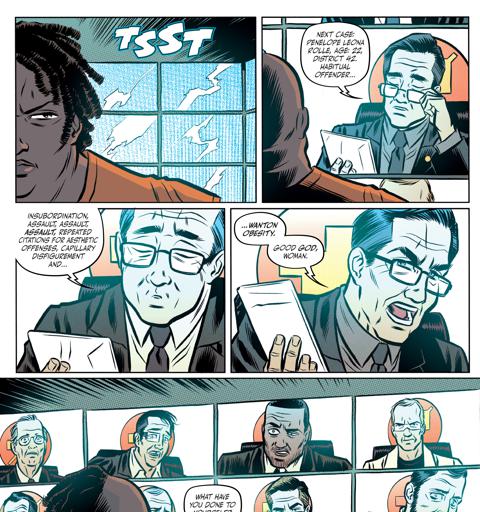 TSST
NEXT CASE:
PENELOPE LEONA
ROLLE, AGE: 22,
DISTRICT 42.
HABITUAL
OFFENDER...
INSUBORDINATION,
ASSAULT, ASSAULT,
ASSAULT, REPEATED
CITATIONS FOR AESTHETIC
OFFENSES, CAPILLARY
DISFIGUREMENT
AND...
...WANTON
OBESITY.
GOOD GOD,
WOMAN.
WHAT HAVE
YOU DONE TO